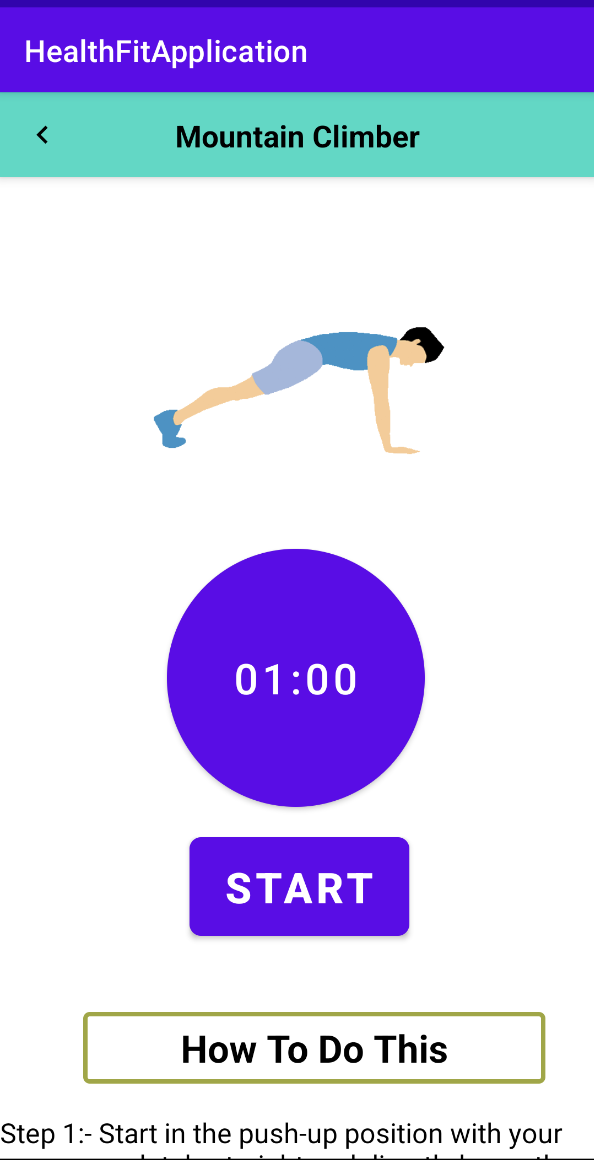 HealthFitApplication
Mountain Climber
01:00
START
How To Do This
Step 1:- Start in the push-up position with your